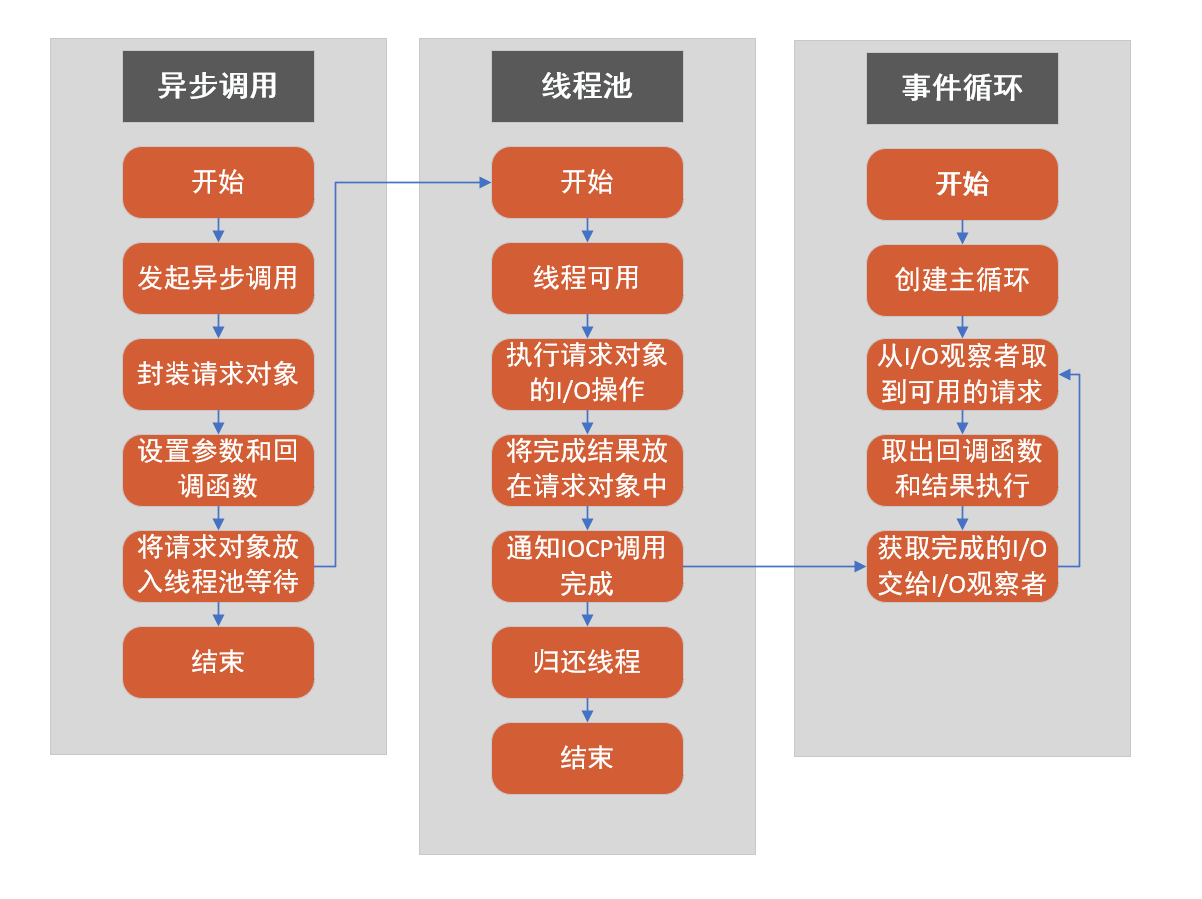 异步调用
开始
发起异步调用
封装请求对象
设置参数和回
调函数
将请求对象放
入线程池等待
结束
线程池
开始
线程可用
执行请求对象
的I/O操作
将完成结果放
在请求对象中
通知IOCP调用
完成
归还线程
结束
事件循环
开始
创建主循环
从I/O观察者取
到可用的请求
取出回调函数
和结果执行
获取完成的I/O
交给I/O观察者